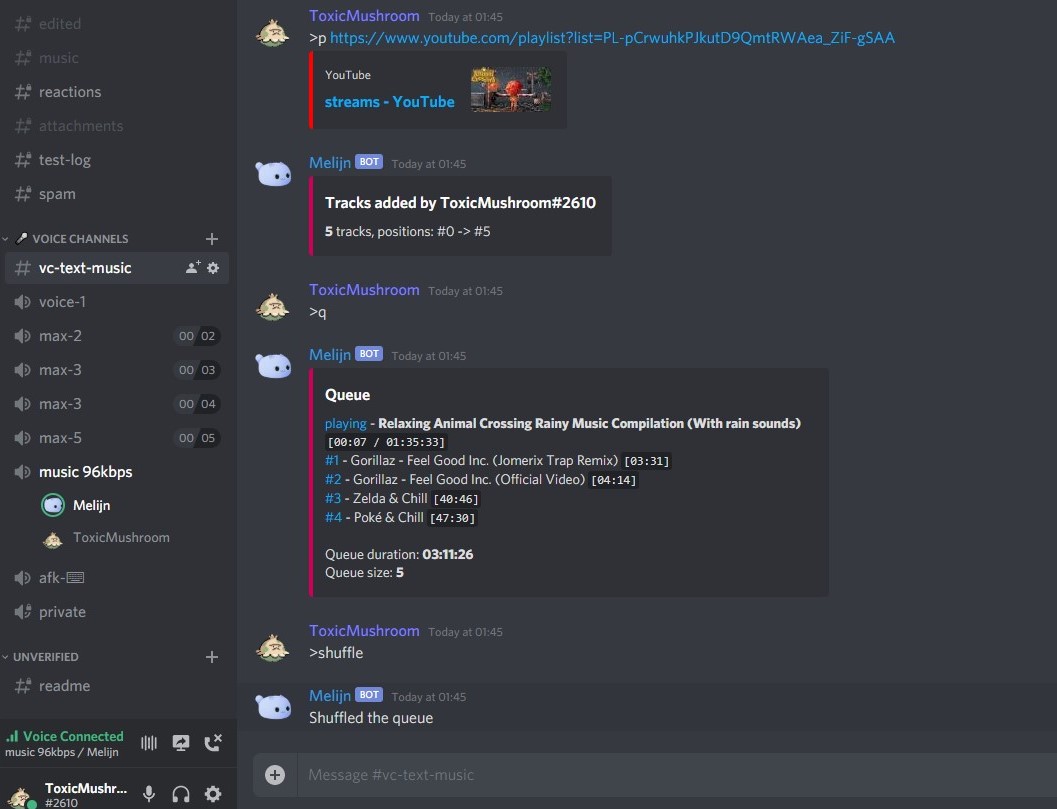 edited
music
reactions
attachments
test-log
spam
VOICE CHANNELS
vc-text-music
voice-1
max-2 00 02
max-3 00 03
max-3 00 04
max-5 00 05
music 96kbps
Melijn
ToxicMushroom
afk-⌨
private
UNVERIFIED
readme
Voice Connected
music 96kbps / Melijn
ToxicMushr...
#2610
ToxicMushroom Today at 01:45
>p https://www.youtube.com/playlist?list=PL-pCrwuhkPJkutD9QmtRWAea_ZiF-gSAA
YouTube
streams - YouTube
Melijn BOT Today at 01:45
Tracks added by ToxicMushroom#2610
5 tracks, positions: #0 -> #5
ToxicMushroom Today at 01:45
>q
Melijn BOT Today at 01:45
Queue
playing - Relaxing Animal Crossing Rainy Music Compilation (With rain sounds)
[00:07 / 01:35:33]
#1 - Gorillaz - Feel Good Inc. (Jomerix Trap Remix) [03:31]
#2 - Gorillaz - Feel Good Inc. (Official Video) [04:14]
#3 - Zelda & Chill [40:46]
#4 - Poké & Chill [47:30]
Queue duration: 03:11:26
Queue size: 5
ToxicMushroom Today at 01:45
>shuffle
Melijn BOT Today at 01:45
Shuffled the queue
Message #vc-text-music